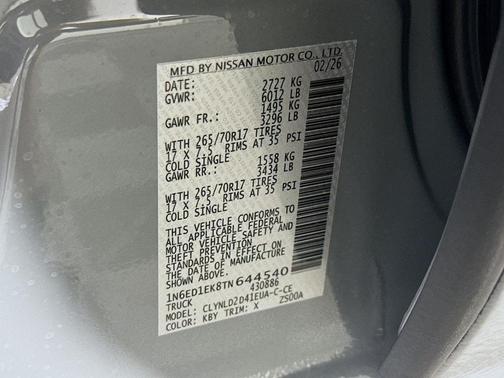 MFD BY NISSAN MOTOR CO., LTD.
DATE: 02/26
GVWR: 2727 KG
6012 LB
GAWR FR.: 1495 KG
3296 LB
WITH 265/70R17 TIRES
17 X 7.5 RIMS AT 35 PSI
COLD SINGLE
GAWR RR.: 1558 KG
3434 LB
WITH 265/70R17 TIRES
17 X 7.5 RIMS AT 35 PSI
COLD SINGLE
THIS VEHICLE CONFORMS TO
ALL APPLICABLE FEDERAL
MOTOR VEHICLE SAFETY AND
THEFT PREVENTION
STANDARDS IN EFFECT ON
THE DATE OF MANUFACTURE
SHOWN ABOVE.
1N6ED1EK8TN644540
TRUCK 430886
MODEL: CLYNLD2D41EUA-C-CE
COLOR: KBY TRIM: X ZS00A